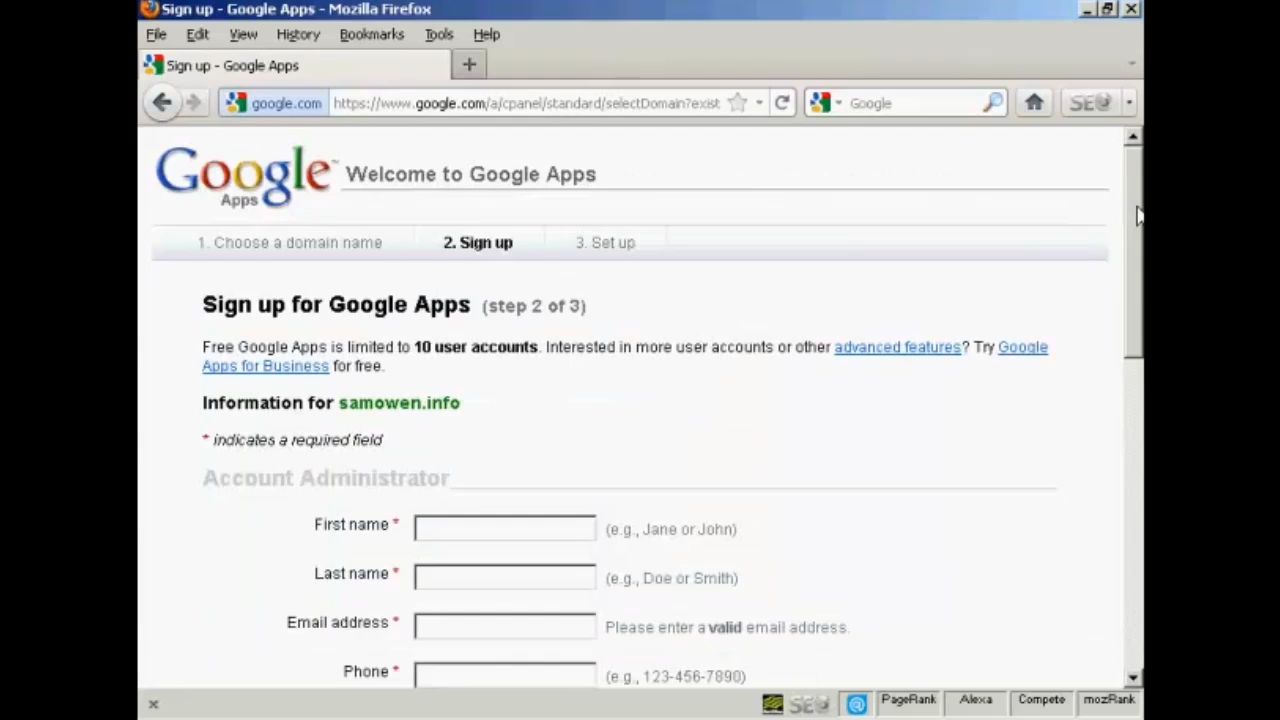 Sign up - Google Apps - Mozilla Firefox
File Edit View History Bookmarks Tools Help
Sign up - Google Apps
google.com https://www.google.com/a/cpanel/standard/selectDomain?exist Google SEO
Google Apps ™ Welcome to Google Apps
1. Choose a domain name 2. Sign up 3. Set up
Sign up for Google Apps (step 2 of 3)
Free Google Apps is limited to 10 user accounts. Interested in more user accounts or other advanced features? Try Google
Apps for Business for free.
Information for samowen.info
* indicates a required field
Account Administrator
First name * (e.g., Jane or John)
Last name * (e.g., Doe or Smith)
Email address * Please enter a valid email address.
Phone * (e.g., 123-456-7890)
SEO @ PageRank Alexa Compete mozRank